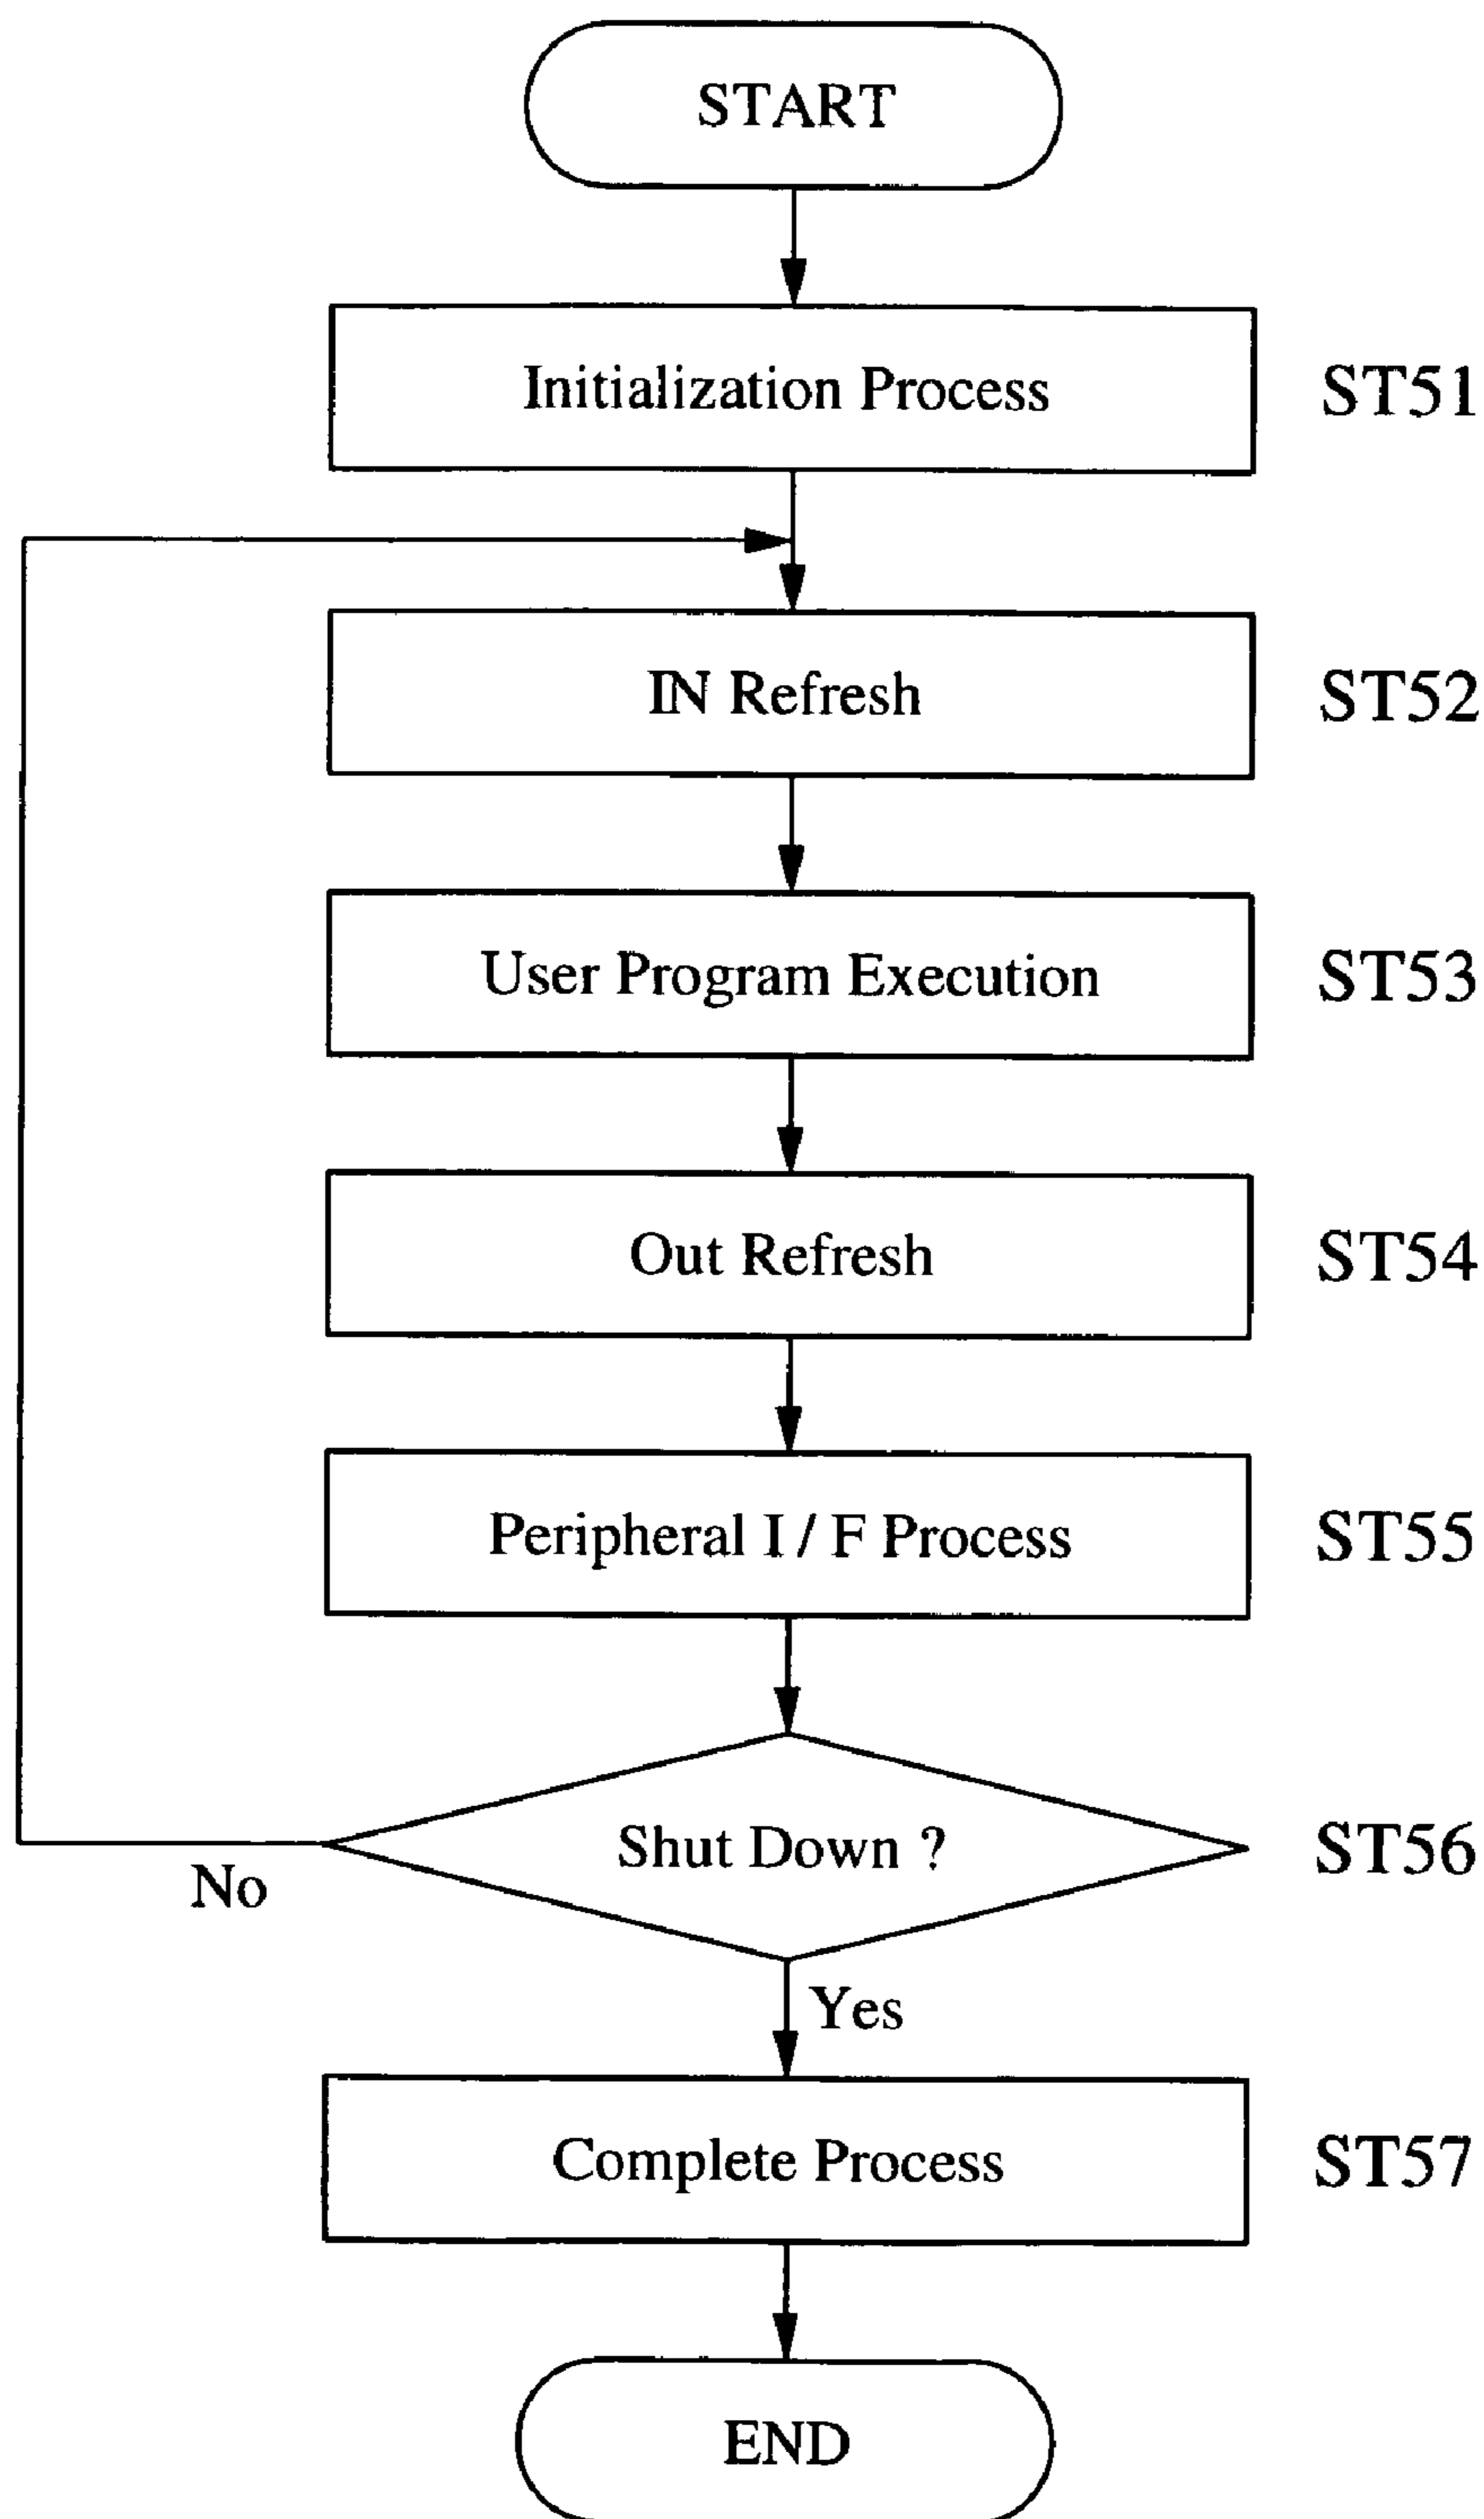 START
Initialization Process ST51
IN Refresh ST52
User Program Execution ST53
Out Refresh ST54
Peripheral I / F Process ST55
Shut Down ? ST56
No
Yes
Complete Process ST57
END